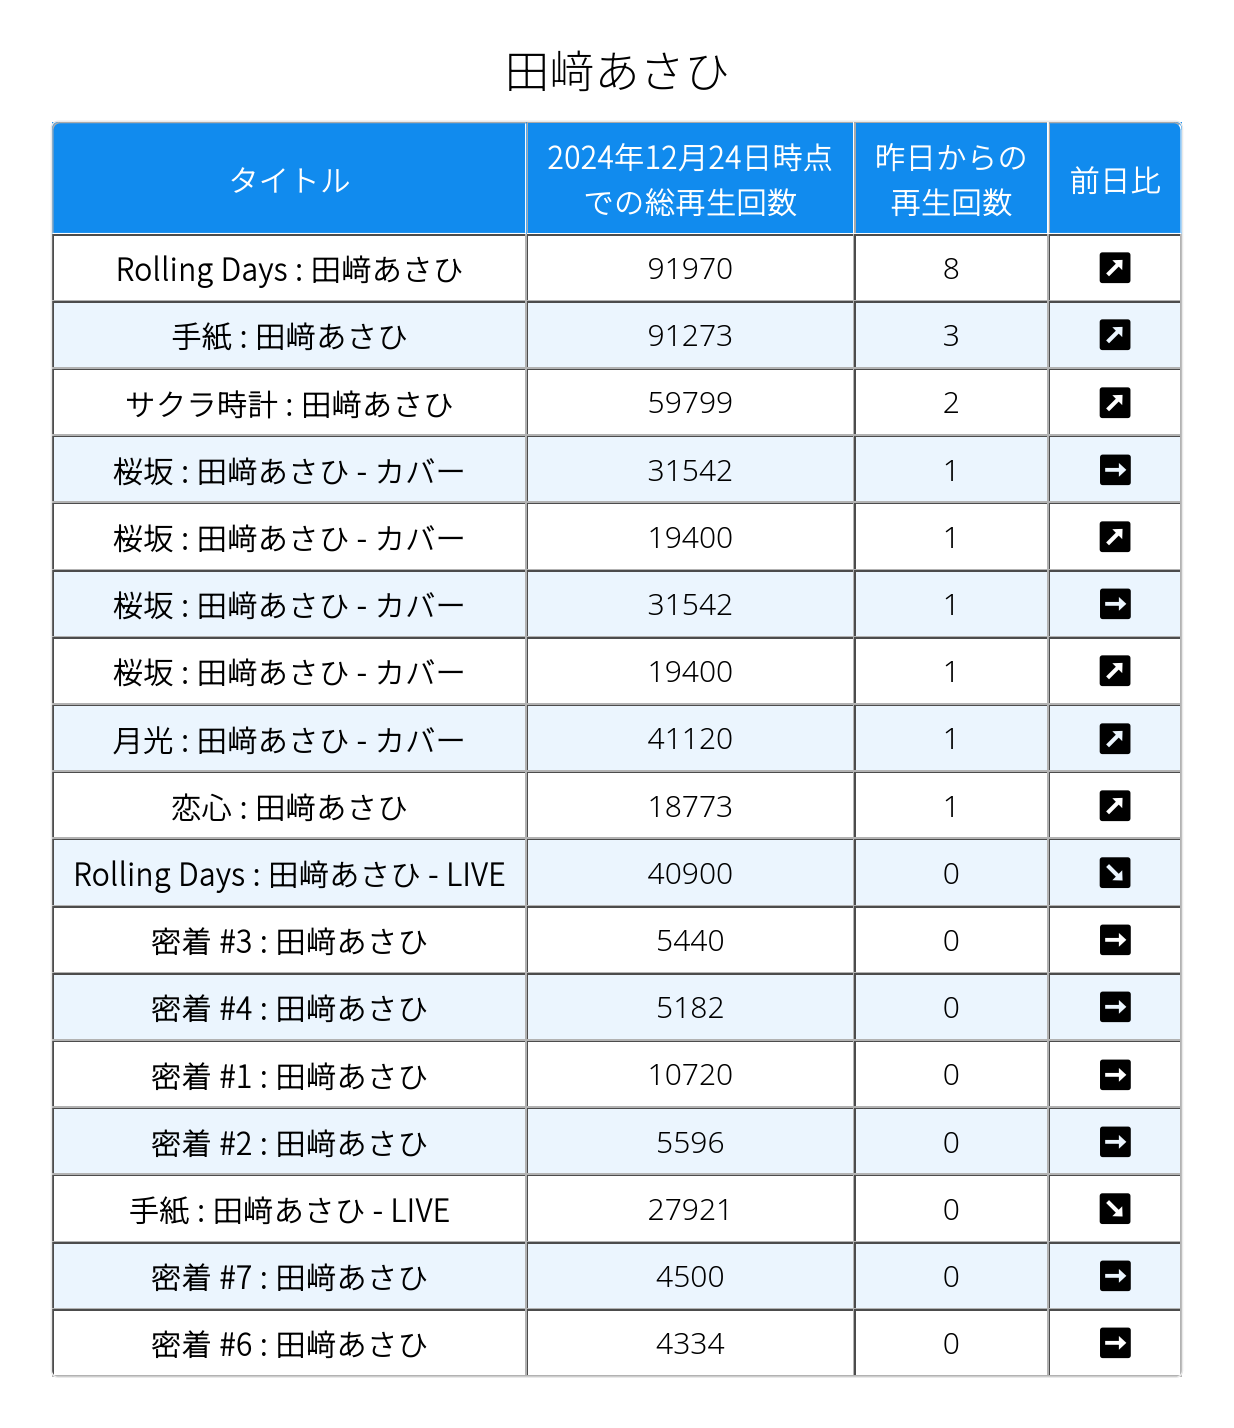 田﨑あさひ
タイトル
2024年12月24日時点
での総再生回数
昨日からの
再生回数
前日比
Rolling Days : 田﨑あさひ 91970 8 ↗
手紙 : 田﨑あさひ 91273 3 ↗
サクラ時計 : 田﨑あさひ 59799 2 ↗
桜坂 : 田﨑あさひ - カバー 31542 1 →
桜坂 : 田﨑あさひ - カバー 19400 1 ↗
桜坂 : 田﨑あさひ - カバー 31542 1 →
桜坂 : 田﨑あさひ - カバー 19400 1 ↗
月光 : 田﨑あさひ - カバー 41120 1 ↗
恋心 : 田﨑あさひ 18773 1 ↗
Rolling Days : 田﨑あさひ - LIVE 40900 0 ↘
密着 #3 : 田﨑あさひ 5440 0 →
密着 #4 : 田﨑あさひ 5182 0 →
密着 #1 : 田﨑あさひ 10720 0 →
密着 #2 : 田﨑あさひ 5596 0 →
手紙 : 田﨑あさひ - LIVE 27921 0 ↘
密着 #7 : 田﨑あさひ 4500 0 →
密着 #6 : 田﨑あさひ 4334 0 →